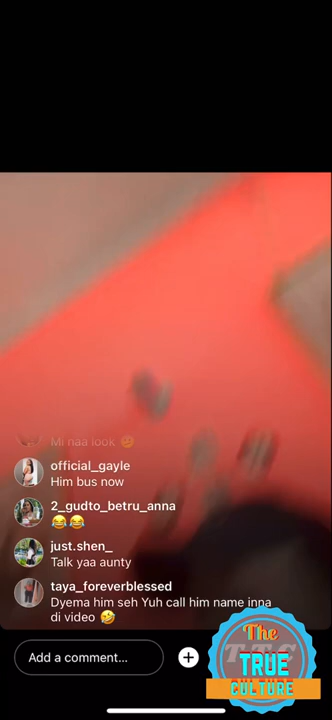 Mi naa look 😕
official_gayle
Him bus now
2_gudto_betru_anna
😂😂
just.shen_
Talk yaa aunty
taya_foreverblessed
Dyema him seh Yuh call him name inna
di video 🤣
Add a comment...
The
TRUE
CULTURE